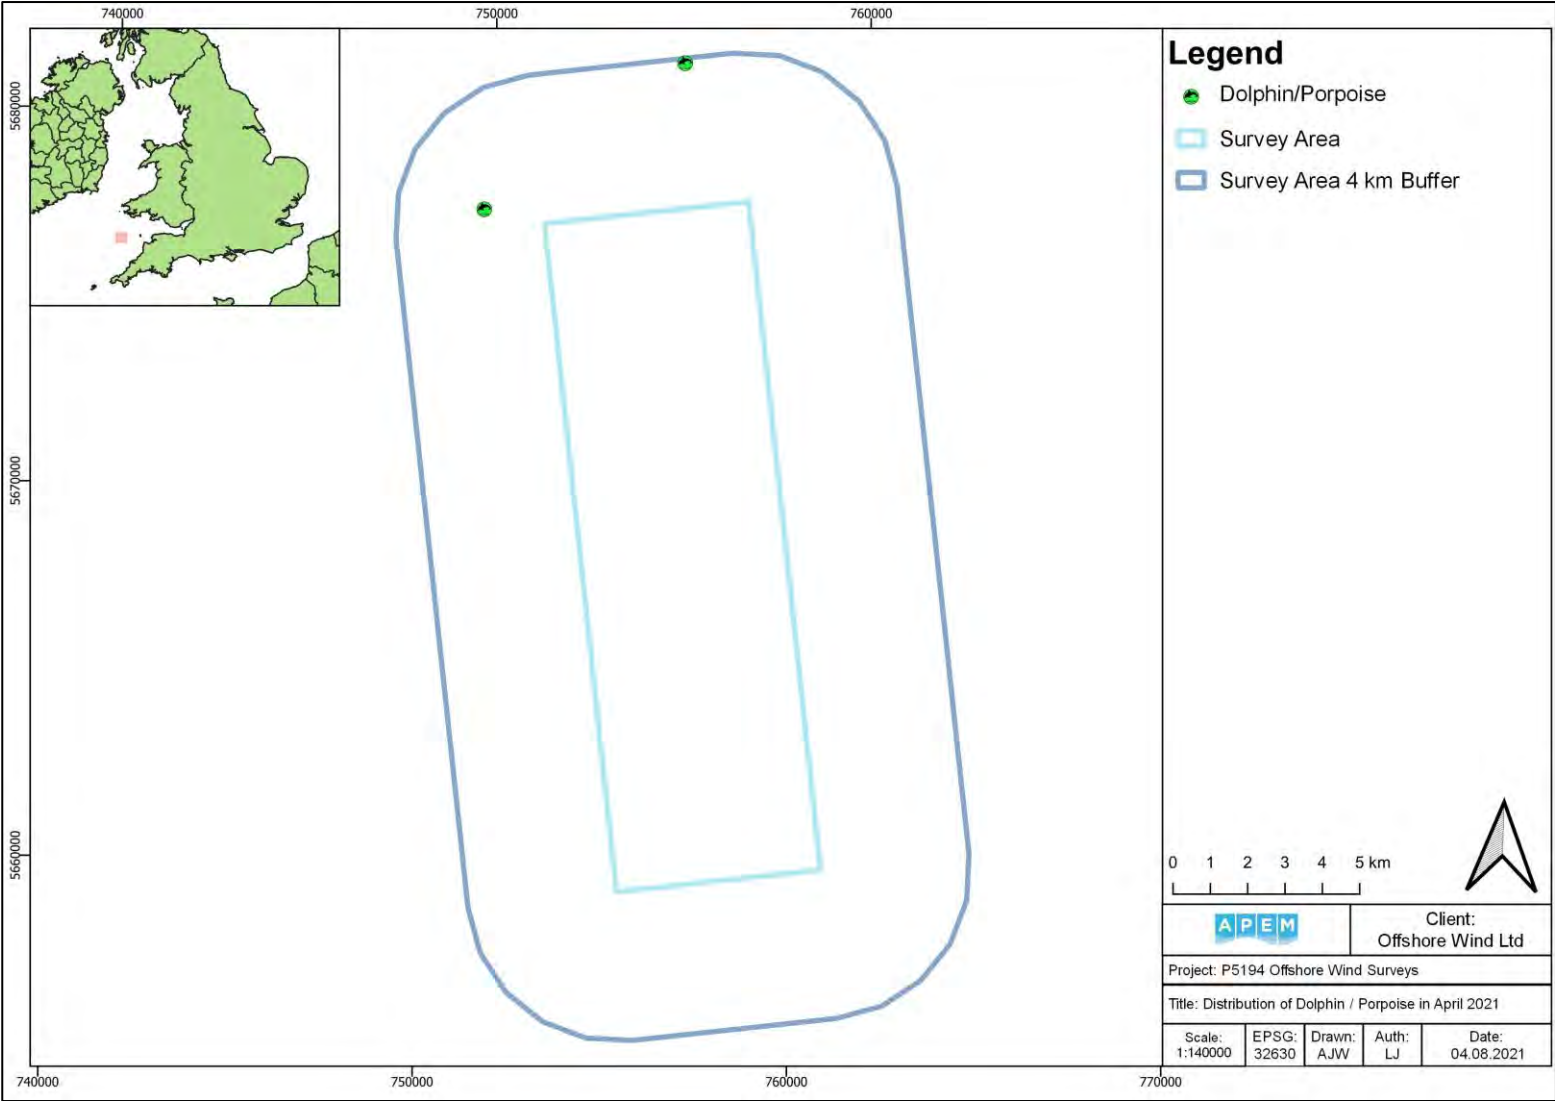 740000
750000
760000
5680000
5670000
5660000
740000
750000
760000
770000
Legend
Dolphin/Porpoise
Survey Area
Survey Area 4 km Buffer
0 1 2 3 4 5 km
APEM
Client:
Offshore Wind Ltd
Project: P5194 Offshore Wind Surveys
Title: Distribution of Dolphin / Porpoise in April 2021
Scale:
1:140000
EPSG:
32630
Drawn:
AJW
Auth:
LJ
Date:
04.08.2021